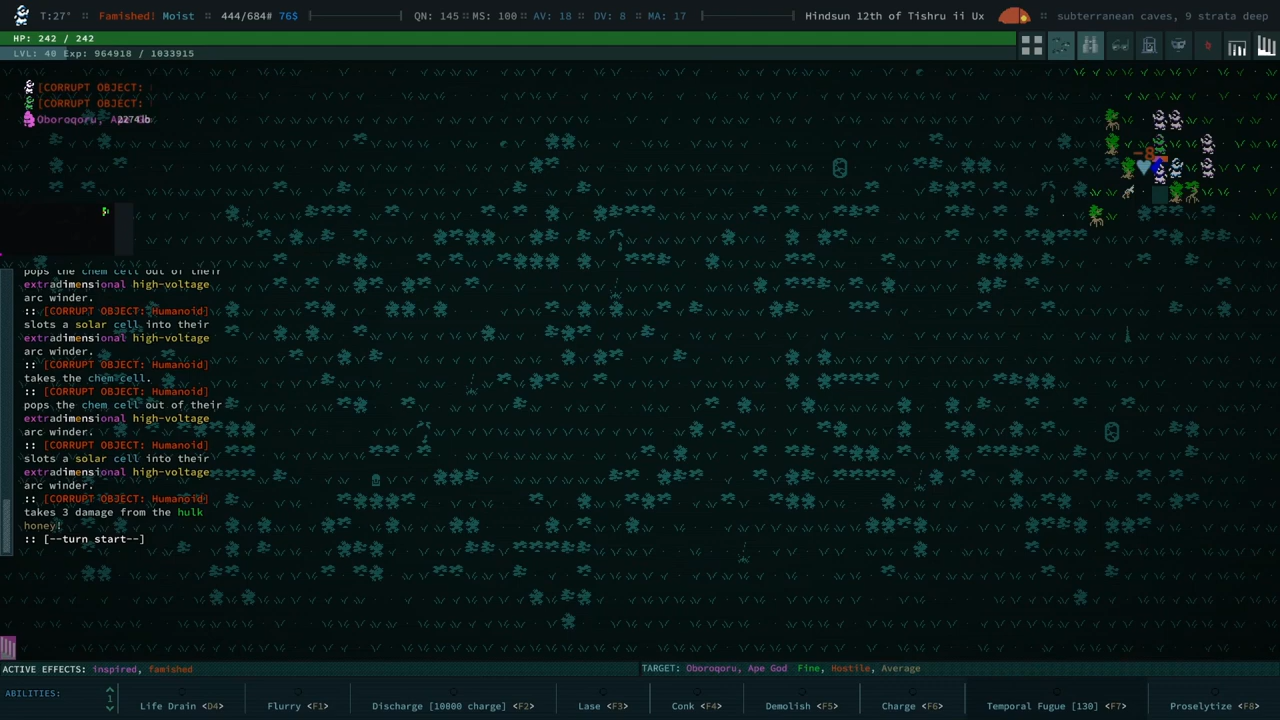 T:27° :: Famished! Moist :: 444/684# 76$ QN: 145 :: MS: 100 :: AV: 18 :: DV: 8 :: MA: 17 Hindsun 12th of Tishru ii Ux :: subterranean caves, 9 strata deep
HP: 242 / 242
LVL: 40 Exp: 964918 / 1033915
[CORRUPT OBJECT:
[CORRUPT OBJECT:
Oboroqoru, Ape
-8
pops the chem cell out of their
extradimensional high-voltage
arc winder.
:: [CORRUPT OBJECT: Humanoid]
slots a solar cell into their
extradimensional high-voltage
arc winder.
:: [CORRUPT OBJECT: Humanoid]
takes the chem cell.
:: [CORRUPT OBJECT: Humanoid]
pops the chem cell out of their
extradimensional high-voltage
arc winder.
:: [CORRUPT OBJECT: Humanoid]
slots a solar cell into their
extradimensional high-voltage
arc winder.
:: [CORRUPT OBJECT: Humanoid]
takes 3 damage from the hulk
honey!
:: [--turn start--]
ACTIVE EFFECTS: inspired, famished
TARGET: Oboroqoru, Ape God Fine, Hostile, Average
ABILITIES: 1 Life Drain <D4> Flurry <F1> Discharge [10000 charge] <F2> Lase <F3> Conk <F4> Demolish <F5> Charge <F6> Temporal Fugue [130] <F7> Proselytize <F8>